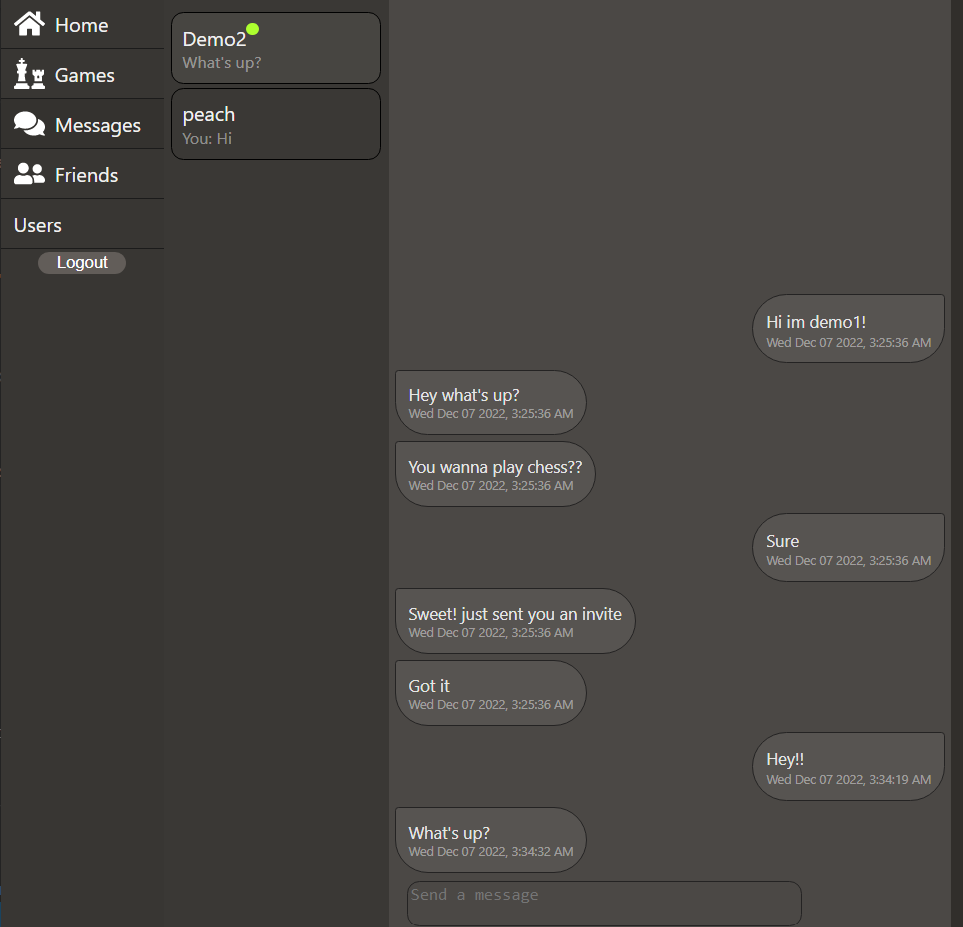 Home
Games
Messages
Friends
Users
Logout
Demo2
What's up?
peach
You: Hi
Hi im demo1!
Wed Dec 07 2022, 3:25:36 AM
Hey what's up?
Wed Dec 07 2022, 3:25:36 AM
You wanna play chess??
Wed Dec 07 2022, 3:25:36 AM
Sure
Wed Dec 07 2022, 3:25:36 AM
Sweet! just sent you an invite
Wed Dec 07 2022, 3:25:36 AM
Got it
Wed Dec 07 2022, 3:25:36 AM
Hey!!
Wed Dec 07 2022, 3:34:19 AM
What's up?
Wed Dec 07 2022, 3:34:32 AM
Send a message